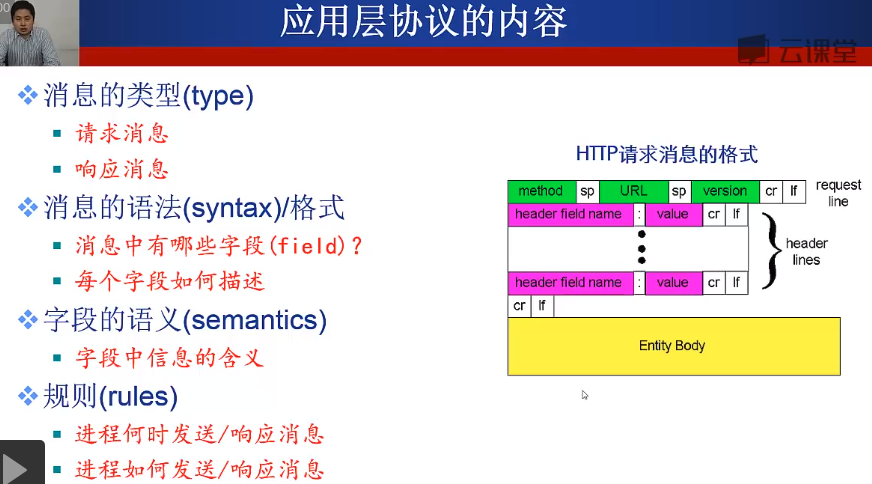 应用层协议的内容
云课堂
消息的类型(type)
请求消息
响应消息
消息的语法(syntax)/格式
消息中有哪些字段(field)?
每个字段如何描述
字段的语义(semantics)
字段中信息的含义
规则(rules)
进程何时发送/响应消息
进程如何发送/响应消息
HTTP请求消息的格式
method sp URL sp version cr lf
request line
header field name : value cr lf
header lines
header field name : value cr lf
cr lf
Entity Body